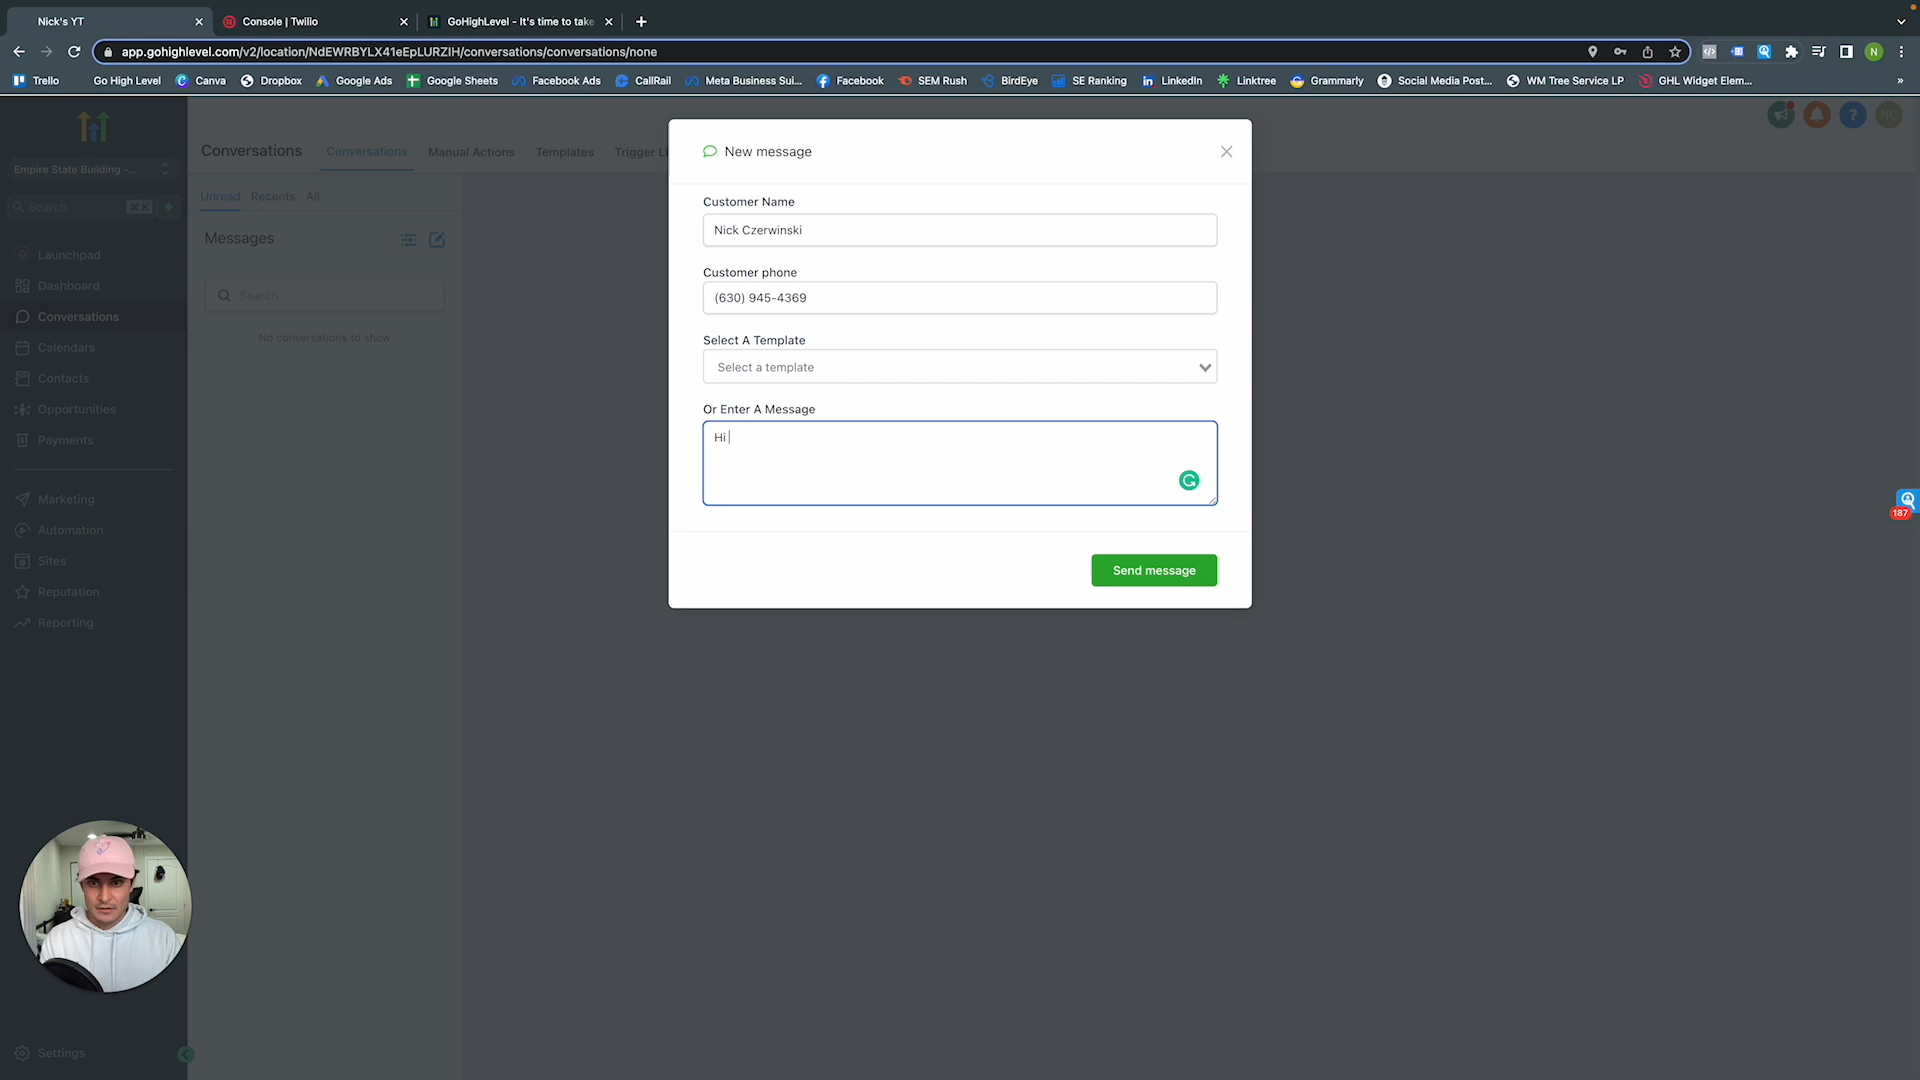 Nick's YT
Console | Twilio
GoHighLevel - It's time to take
app.gohighlevel.com/v2/location/NdEWRBYLX41eEpLURZIH/conversations/conversations/none
N
Trello
Go High Level
Canva
Dropbox
Google Ads
Google Sheets
Facebook Ads
CallRail
Meta Business Sui...
Facebook
SEM Rush
BirdEye
SE Ranking
LinkedIn
Linktree
Grammarly
Social Media Post...
WM Tree Service LP
GHL Widget Elem...
»
Empire State Building -...
Search
⌘ K
Launchpad
Dashboard
Conversations
Calendars
Contacts
Opportunities
Payments
Marketing
Automation
Sites
Reputation
Reporting
Settings
Conversations
Conversations
Manual Actions
Templates
Trigger Li
?
NC
Unread
Recents
All
Messages
Search
No conversations to show
New message
Customer Name
Nick Czerwinski
Customer phone
(630) 945-4369
Select A Template
Select a template
Or Enter A Message
Hi
Send message
187